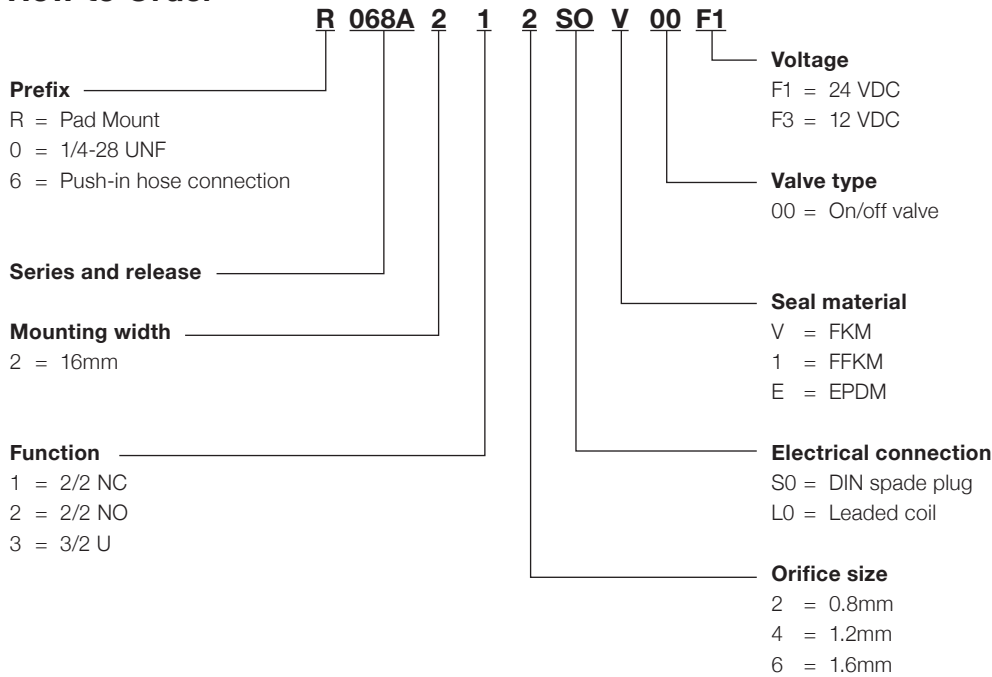 R 068A 2 1 2 SO V 00 F1
Prefix
R = Pad Mount
0 = 1/4-28 UNF
6 = Push-in hose connection
Series and release
Mounting width
2 = 16mm
Function
1 = 2/2 NC
2 = 2/2 NO
3 = 3/2 U
Voltage
F1 = 24 VDC
F3 = 12 VDC
Valve type
00 = On/off valve
Seal material
V = FKM
1 = FFKM
E = EPDM
Electrical connection
S0 = DIN spade plug
L0 = Leaded coil
Orifice size
2 = 0.8mm
4 = 1.2mm
6 = 1.6mm